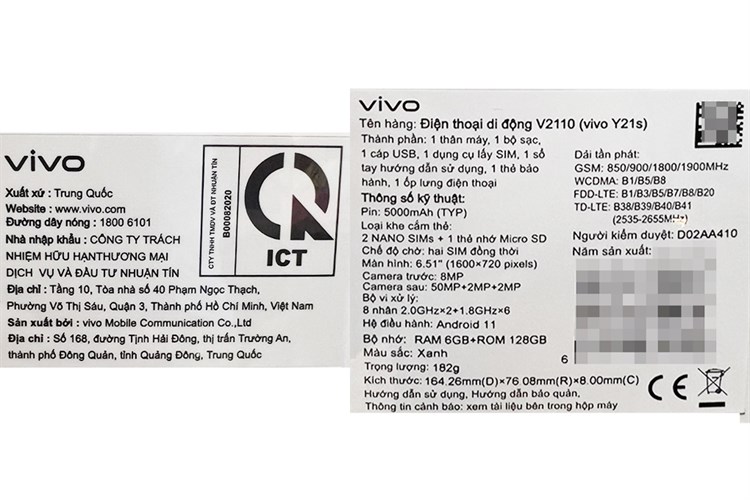 vivo
Xuất xứ : Trung Quốc
Website : www.vivo.com
Đường dây nóng : 1800 6101
Nhà nhập khẩu : CÔNG TY TRÁCH
NHIỆM HỮU HẠNTHƯƠNG MẠI
DỊCH VỤ VÀ ĐẦU TƯ NHUẬN TÍN
Địa chỉ : Tầng 10, Tòa nhà số 40 Phạm Ngọc Thạch,
Phường Võ Thị Sáu, Quận 3, Thành phố Hồ Chí Minh, Việt Nam
Sản xuất bởi : vivo Mobile Communication Co.,Ltd
Địa chỉ : Số 168, đường Tịnh Hải Đông, thị trấn Trường An,
thành phố Đông Quản, tỉnh Quảng Đông, Trung Quốc
CTY TNHH TMDV VÀ ĐT NHUẬN TÍN
B00082020
ICT
vivo
Tên hàng: Điện thoại di động V2110 (vivo Y21s)
Thành phần: 1 thân máy, 1 bộ sạc,
1 cáp USB, 1 dụng cụ lấy SIM, 1 sổ
tay hướng dẫn sử dụng, 1 thẻ bảo
hành, 1 ốp lưng điện thoại
Thông số kỹ thuật:
Pin: 5000mAh (TYP)
Loại khe cắm thẻ:
2 NANO SIMs + 1 thẻ nhớ Micro SD
Chế độ chờ: hai SIM đồng thời
Màn hình: 6.51" (1600×720 pixels)
Camera trước: 8MP
Camera sau: 50MP+2MP+2MP
Bộ vi xử lý:
8 nhân 2.0GHz×2+1.8GHz×6
Hệ điều hành: Android 11
Bộ nhớ: RAM 6GB+ROM 128GB
Màu sắc: Xanh
Trọng lượng: 182g
Kích thước: 164.26mm(D)×76.08mm(R)×8.00mm(C)
Hướng dẫn sử dụng, Hướng dẫn bảo quản,
Thông tin cảnh báo: xem tài liệu bên trong hộp máy
Dải tần phát:
GSM: 850/900/1800/1900MHz
WCDMA: B1/B5/B8
FDD-LTE: B1/B3/B5/B7/B8/B20
TD-LTE: B38/B39/B40/B41
(2535-2655MHz)
Người kiểm duyệt: D02AA410
Năm sản xuất:
6
CE